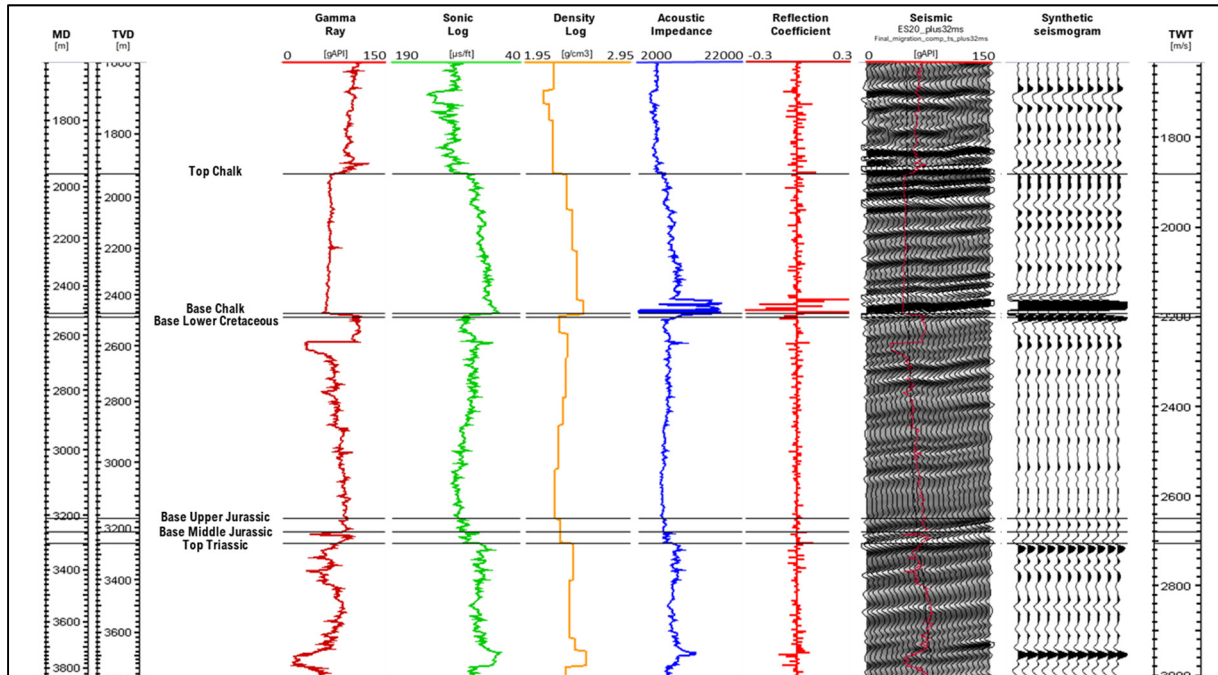 MD
[m]
TVD
[m]
Gamma
Ray
0 [gAPI] 150
Sonic
Log
190 [µs/ft] 40
Density
Log
1.95 [g/cm3] 2.95
Acoustic
Impedance
2000 22000
Reflection
Coefficient
-0.3 0.3
Seismic
ES20_plus32ms
Final_migration_comp_ts_plus32ms
0 [gAPI] 150
Synthetic
seismogram
TWT
[m/s]
1800
1800
1800
Top Chalk
2000
2000
2000
2200
2200
2400
2400
Base Chalk
Base Lower Cretaceous
2200
2600
2600
2800
2800
2400
3000
3000
2600
3200
Base Upper Jurassic
3200
Base Middle Jurassic
Top Triassic
3400
3400
2800
3600
3600
3800